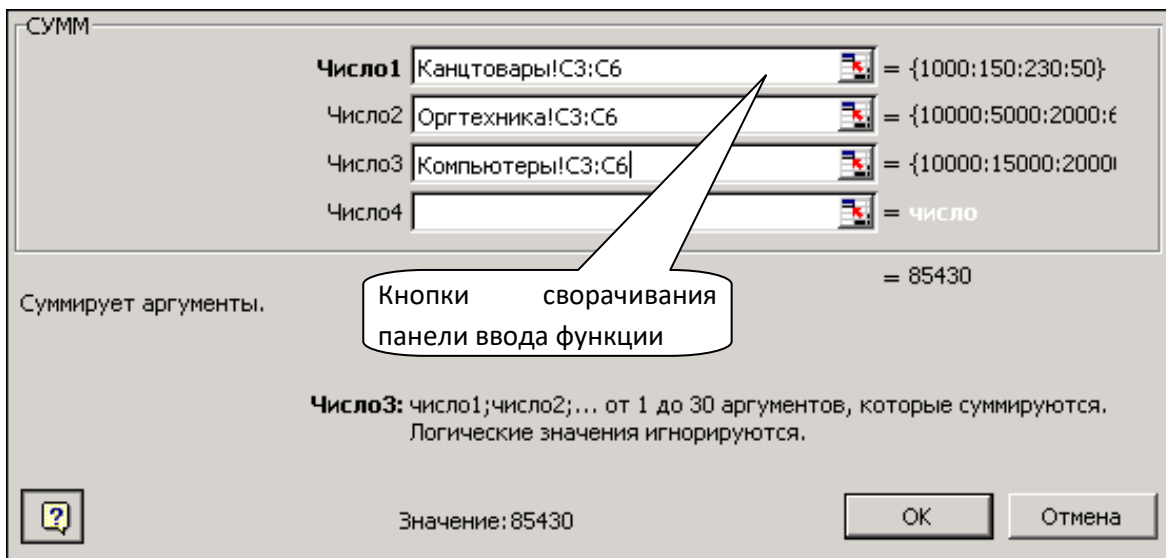 СУММ
Число1 Канцтовары!C3:C6 = {1000:150:230:50}
Число2 Оргтехника!C3:C6 = {10000:5000:2000:6
Число3 Компьютеры!C3:C6 = {10000:15000:2000
Число4 = число
= 85430
Суммирует аргументы.
Кнопки сворачивания
панели ввода функции
Число3: число1;число2;... от 1 до 30 аргументов, которые суммируются.
Логические значения игнорируются.
Значение:85430 OK Отмена